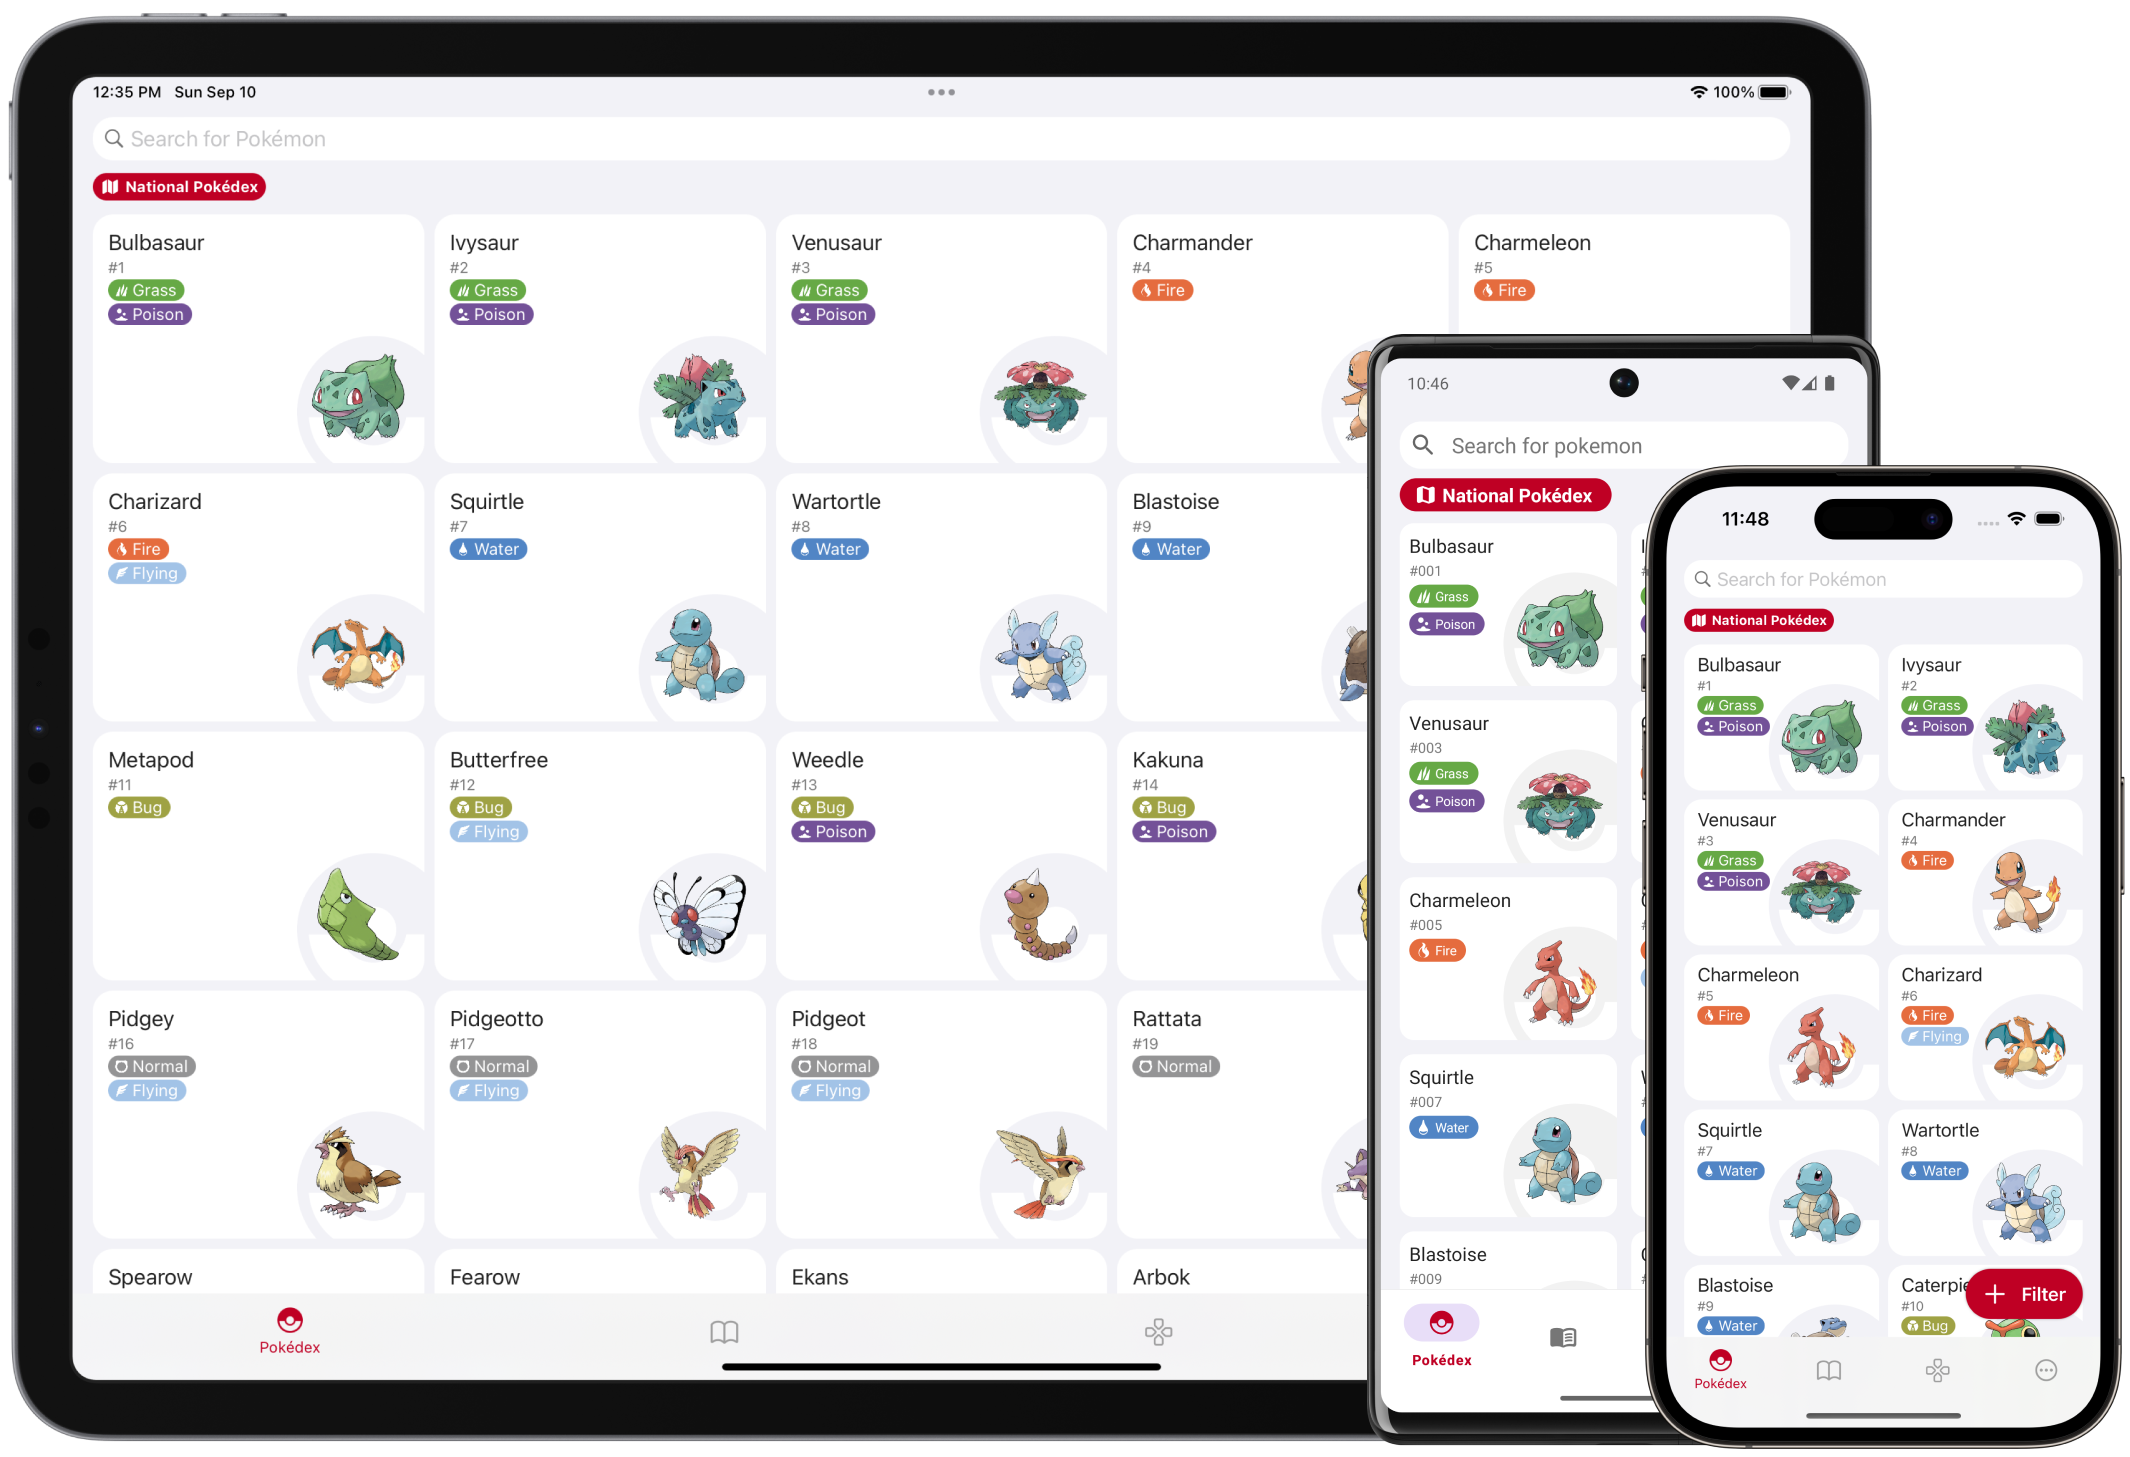 12:35 PM Sun Sep 10
100%
Search for Pokémon
National Pokédex
Bulbasaur
#1
Grass
Poison
Ivysaur
#2
Grass
Poison
Venusaur
#3
Grass
Poison
Charmander
#4
Fire
Charmeleon
#5
Fire
Charizard
#6
Fire
Flying
Squirtle
#7
Water
Wartortle
#8
Water
Blastoise
#9
Water
Metapod
#11
Bug
Butterfree
#12
Bug
Flying
Weedle
#13
Bug
Poison
Kakuna
#14
Bug
Poison
Pidgey
#16
Normal
Flying
Pidgeotto
#17
Normal
Flying
Pidgeot
#18
Normal
Flying
Rattata
#19
Normal
Spearow
Fearow
Ekans
Arbok
Pokédex
10:46
Search for pokemon
National Pokédex
Bulbasaur
#001
Grass
Poison
Venusaur
#003
Grass
Poison
Charmeleon
#005
Fire
Squirtle
#007
Water
Blastoise
#009
Pokédex
11:48
Search for Pokémon
National Pokédex
Bulbasaur
#1
Grass
Poison
Ivysaur
#2
Grass
Poison
Venusaur
#3
Grass
Poison
Charmander
#4
Fire
Charmeleon
#5
Fire
Charizard
#6
Fire
Flying
Squirtle
#7
Water
Wartortle
#8
Water
Blastoise
#9
Water
Caterpie
#10
Bug
Filter
Pokédex